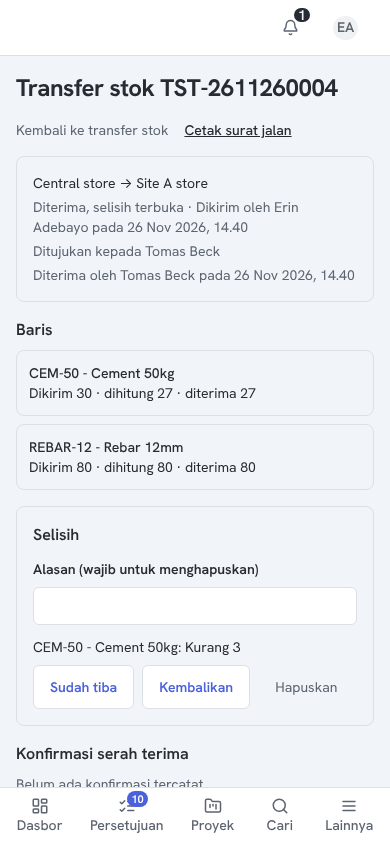 1
EA
Transfer stok TST-2611260004
Kembali ke transfer stok Cetak surat jalan
Central store → Site A store
Diterima, selisih terbuka · Dikirim oleh Erin
Adebayo pada 26 Nov 2026, 14.40
Ditujukan kepada Tomas Beck
Diterima oleh Tomas Beck pada 26 Nov 2026, 14.40
Baris
CEM-50 - Cement 50kg
Dikirim 30 · dihitung 27 · diterima 27
REBAR-12 - Rebar 12mm
Dikirim 80 · dihitung 80 · diterima 80
Selisih
Alasan (wajib untuk menghapuskan)
CEM-50 - Cement 50kg: Kurang 3
Sudah tiba Kembalikan Hapuskan
Konfirmasi serah terima
Belum ada konfirmasi tercatat
10
Dasbor Persetujuan Proyek Cari Lainnya